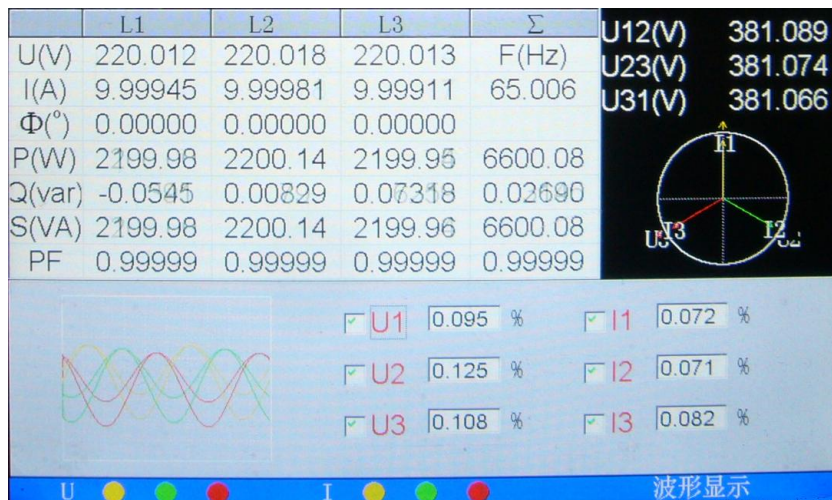 L1 L2 L3 Σ
U(V) 220.012 220.018 220.013 F(Hz)
I(A) 9.99945 9.99981 9.99911 65.006
Φ(°) 0.00000 0.00000 0.00000
P(W) 2199.98 2200.14 2199.95 6600.08
Q(var) -0.0545 0.00829 0.07318 0.02690
S(VA) 2199.98 2200.14 2199.96 6600.08
PF 0.99999 0.99999 0.99999 0.99999
U12(V) 381.089
U23(V) 381.074
U31(V) 381.066
I1
U3 I3 I2 U2
U1 0.095 % I1 0.072 %
U2 0.125 % I2 0.071 %
U3 0.108 % I3 0.082 %
U I 波形显示